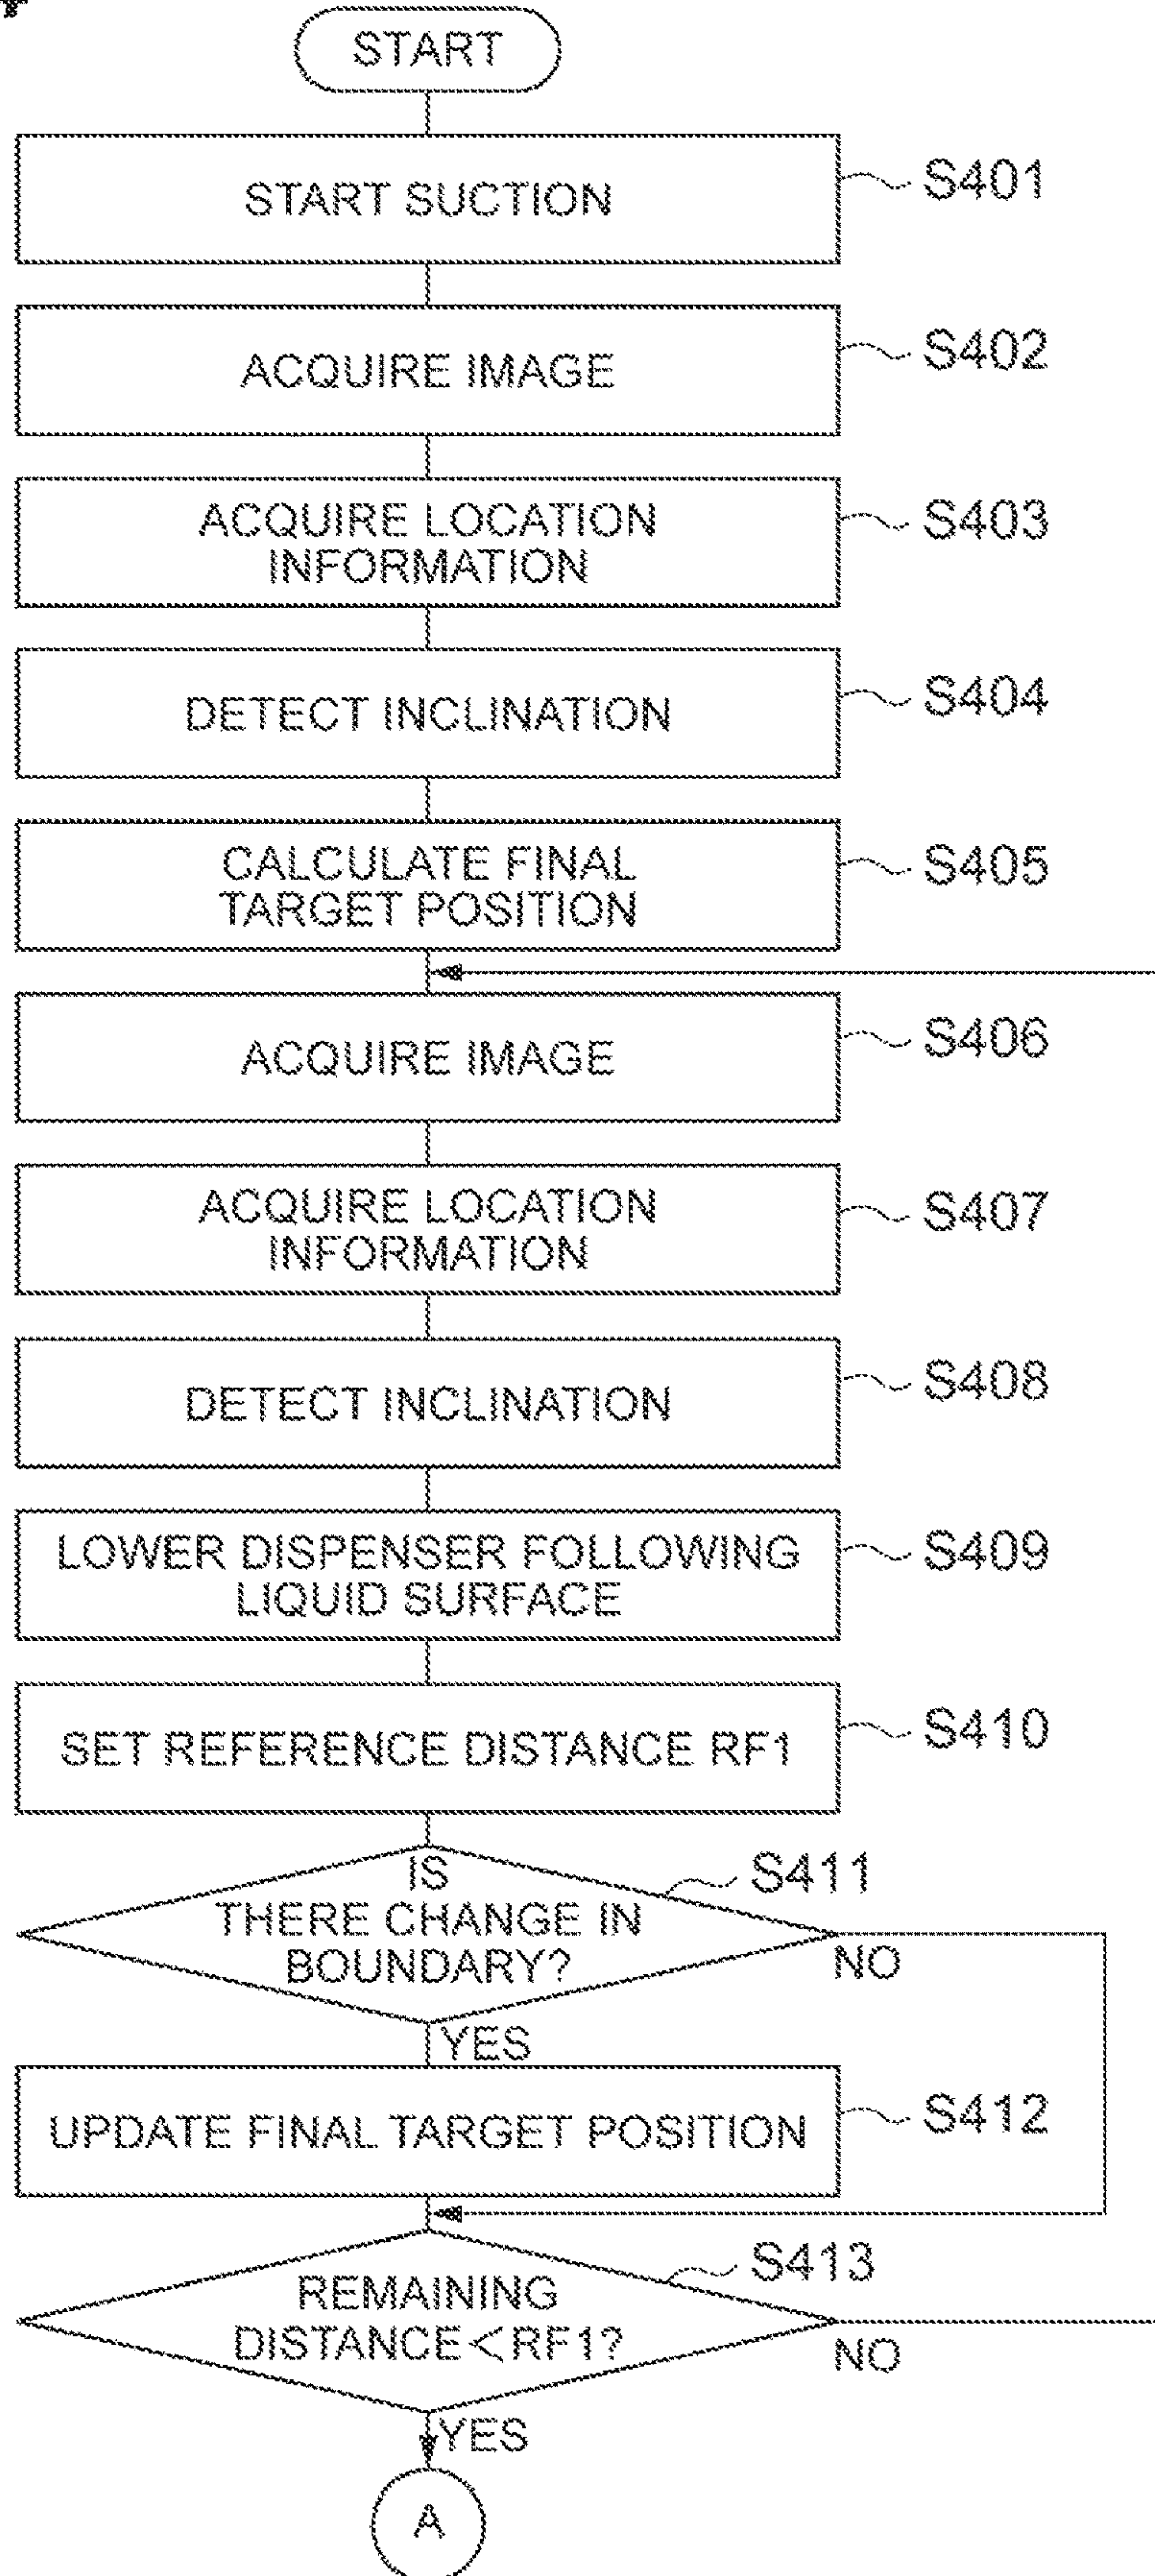 START
START SUCTION
S401
ACQUIRE IMAGE
S402
ACQUIRE LOCATION
INFORMATION
S403
DETECT INCLINATION
S404
CALCULATE FINAL
TARGET POSITION
S405
ACQUIRE IMAGE
S406
ACQUIRE LOCATION
INFORMATION
S407
DETECT INCLINATION
S408
LOWER DISPENSER FOLLOWING
LIQUID SURFACE
S409
SET REFERENCE DISTANCE RF1
S410
IS
THERE CHANGE IN
BOUNDARY?
S411
NO
YES
UPDATE FINAL TARGET POSITION
S412
REMAINING
DISTANCE<RF1?
S413
NO
YES
A